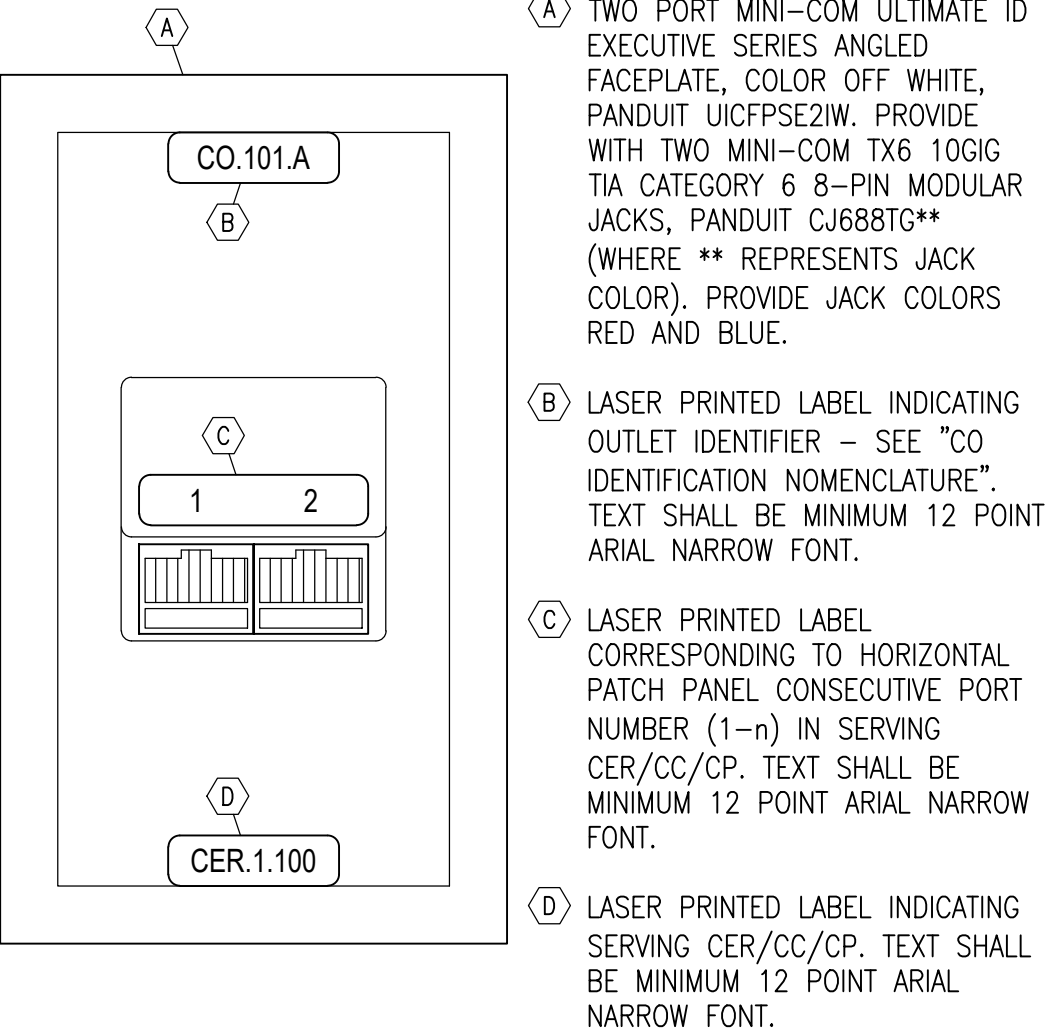 A
CO.101.A
B
C
1 2
D
CER.1.100
A TWO PORT MINI–COM ULTIMATE ID
EXECUTIVE SERIES ANGLED
FACEPLATE, COLOR OFF WHITE,
PANDUIT UICFPSE2IW. PROVIDE
WITH TWO MINI–COM TX6 10GIG
TIA CATEGORY 6 8–PIN MODULAR
JACKS, PANDUIT CJ688TG**
(WHERE ** REPRESENTS JACK
COLOR). PROVIDE JACK COLORS
RED AND BLUE.
B LASER PRINTED LABEL INDICATING
OUTLET IDENTIFIER – SEE "CO
IDENTIFICATION NOMENCLATURE".
TEXT SHALL BE MINIMUM 12 POINT
ARIAL NARROW FONT.
C LASER PRINTED LABEL
CORRESPONDING TO HORIZONTAL
PATCH PANEL CONSECUTIVE PORT
NUMBER (1–n) IN SERVING
CER/CC/CP. TEXT SHALL BE
MINIMUM 12 POINT ARIAL NARROW
FONT.
D LASER PRINTED LABEL INDICATING
SERVING CER/CC/CP. TEXT SHALL
BE MINIMUM 12 POINT ARIAL
NARROW FONT.